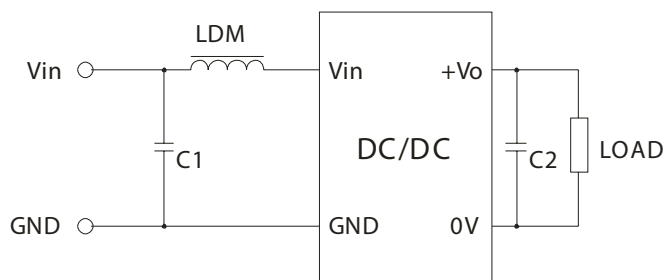 LDM
Vin
Vin
+Vo
C1
DC/DC
C2
LOAD
GND
GND
0V